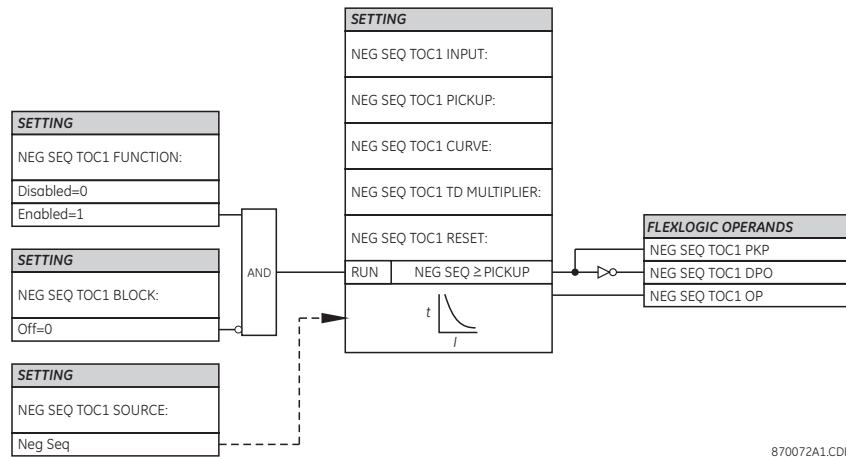 SETTING
NEG SEQ TOC1 FUNCTION:
Disabled=0
Enabled=1
SETTING
NEG SEQ TOC1 BLOCK:
Off=0
SETTING
NEG SEQ TOC1 SOURCE:
Neg Seq
AND
SETTING
NEG SEQ TOC1 INPUT:
NEG SEQ TOC1 PICKUP:
NEG SEQ TOC1 CURVE:
NEG SEQ TOC1 TD MULTIPLIER:
NEG SEQ TOC1 RESET:
RUN NEG SEQ ≥ PICKUP
t
I
FLEXLOGIC OPERANDS
NEG SEQ TOC1 PKP
NEG SEQ TOC1 DPO
NEG SEQ TOC1 OP
870072A1.CD